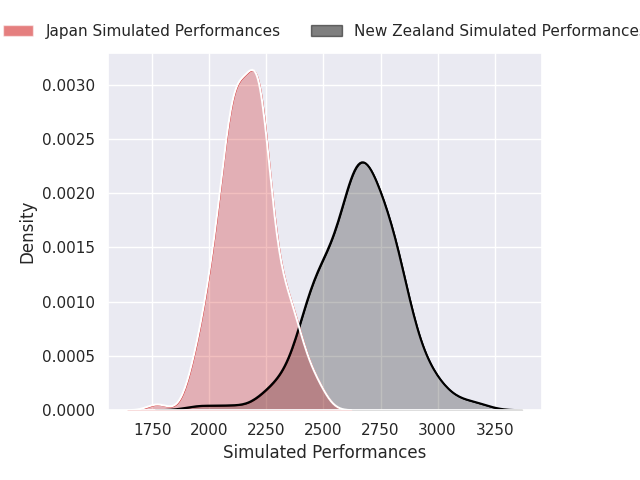 Japan Simulated Performances New Zealand Simulated Performance
0.0030
0.0025
0.0020
0.0015
0.0010
0.0005
0.0000
Density
1750 2000 2250 2500 2750 3000 3250
Simulated Performances